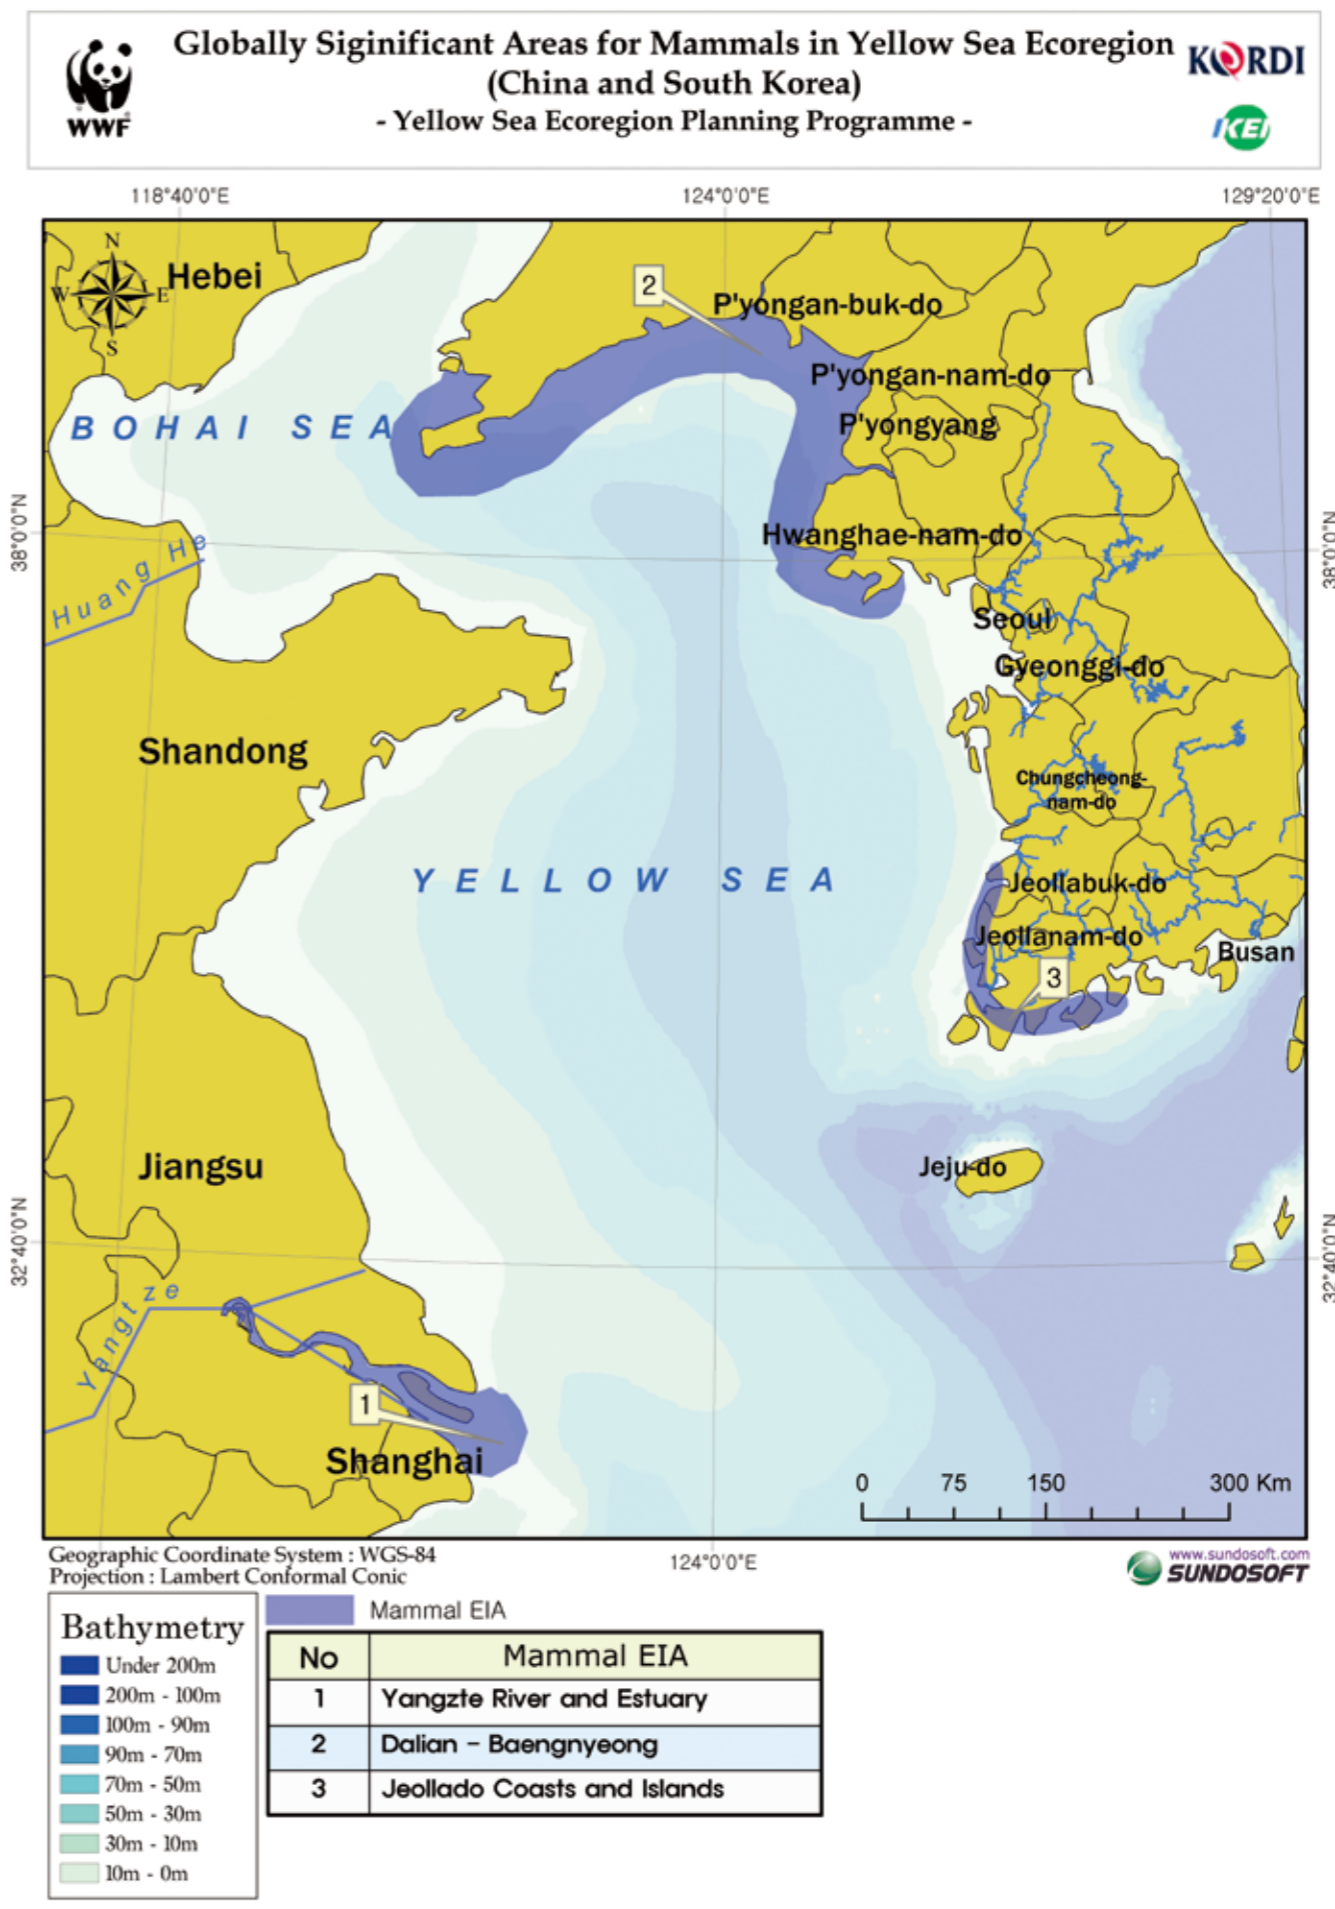 Globally Siginificant Areas for Mammals in Yellow Sea Ecoregion
(China and South Korea)
- Yellow Sea Ecoregion Planning Programme -
WWF
KORDI
IKEI
118°40'0"E
124°0'0"E
129°20'0"E
N
W
E
S
Hebei
2
P'yongan-buk-do
P'yongan-nam-do
P'yongyang
BOHAI SEA
38°0'0"N
38°0'0"N
Hwanghae-nam-do
Huang He
Seoul
Gyeonggi-do
Shandong
Chungcheong-
nam-do
YELLOW SEA
Jeollabuk-do
Jeollanam-do
Busan
3
Jiangsu
Jeju-do
32°40'0"N
32°40'0"N
Yangtze
1
Shanghai
0 75 150 300 Km
124°0'0"E
Geographic Coordinate System : WGS-84
Projection : Lambert Conformal Conic
www.sundosoft.com
SUNDOSOFT
Bathymetry
Under 200m
200m - 100m
100m - 90m
90m - 70m
70m - 50m
50m - 30m
30m - 10m
10m - 0m
Mammal EIA
No Mammal EIA
1 Yangzte River and Estuary
2 Dalian - Baengnyeong
3 Jeollado Coasts and Islands